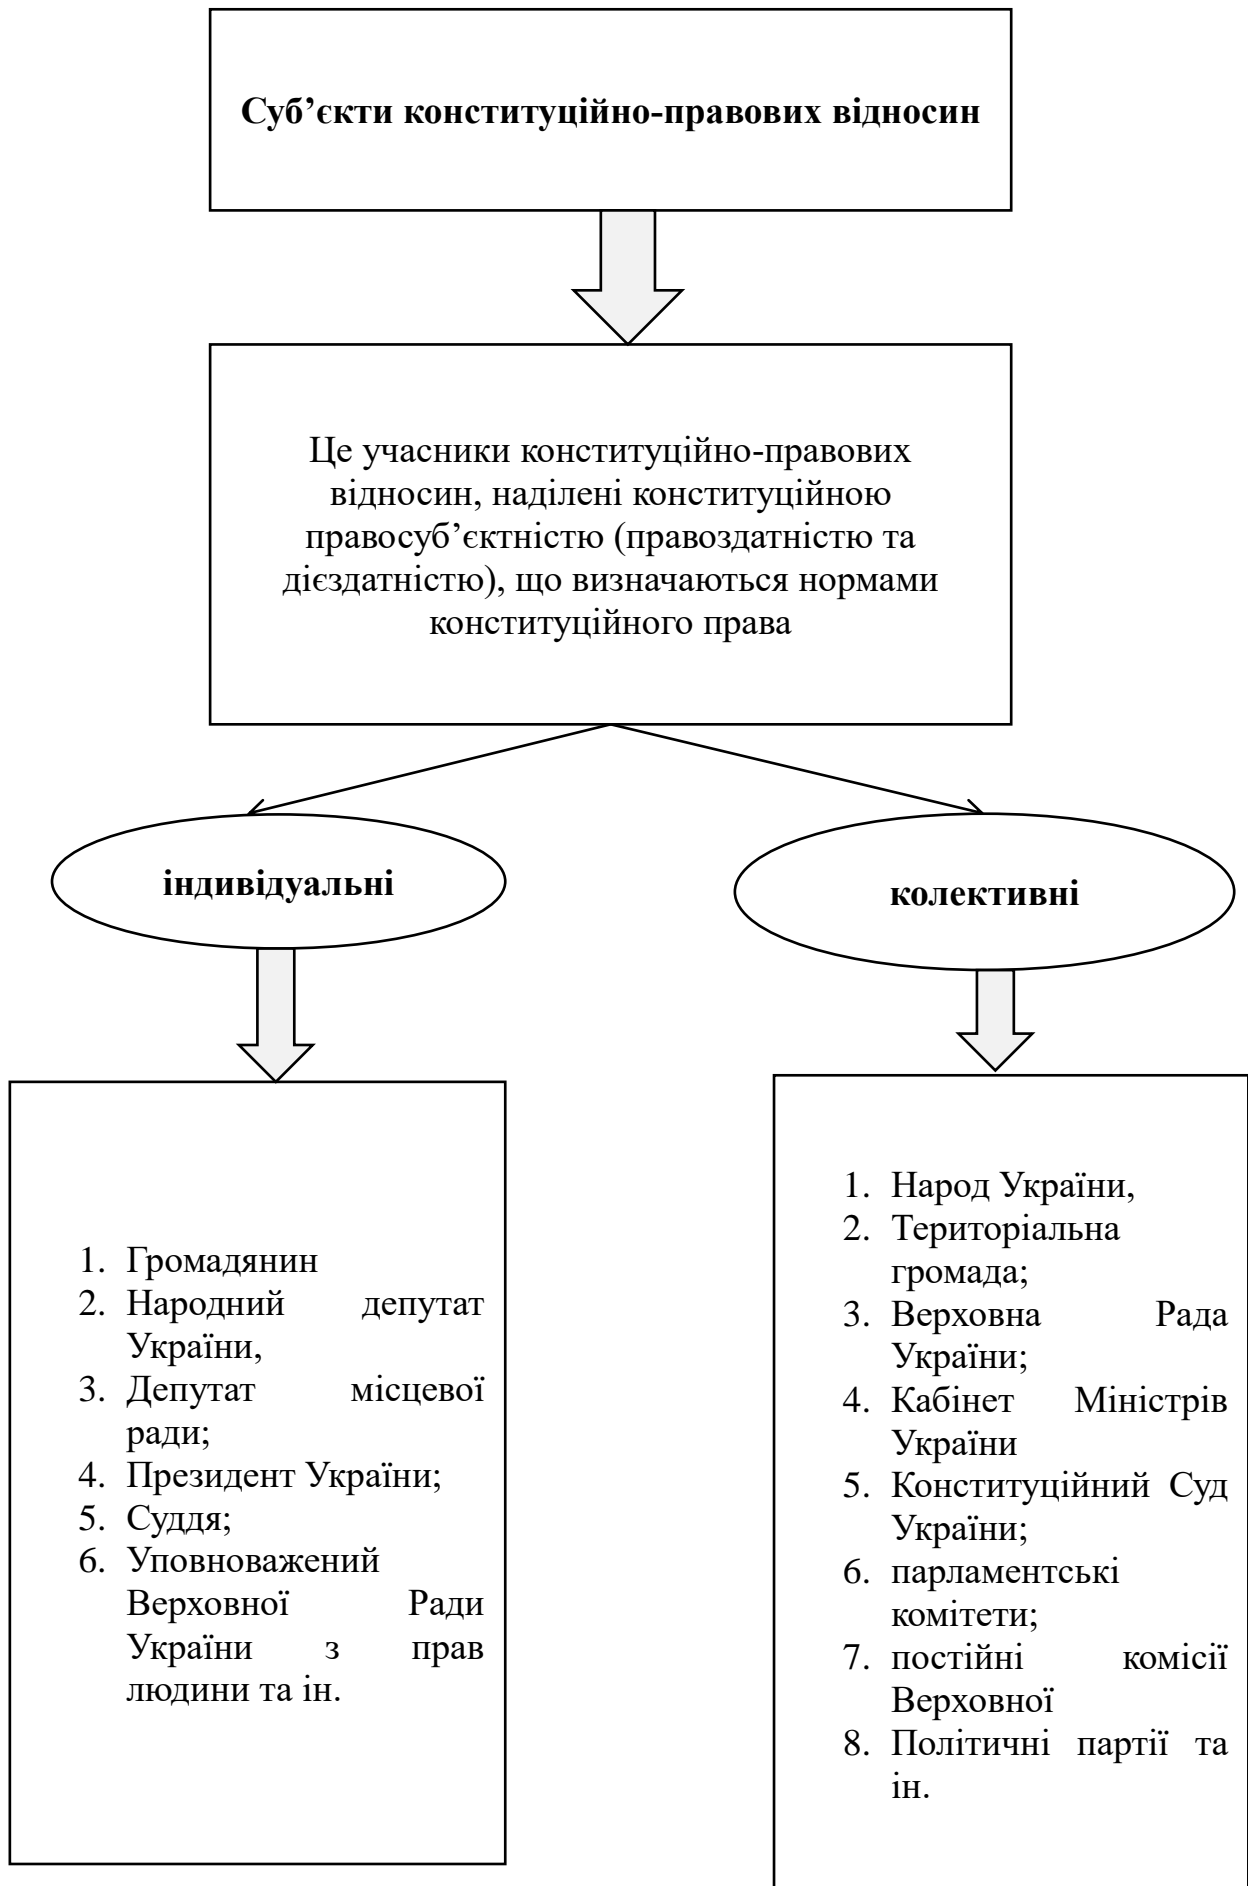 Суб’єкти конституційно-правових відносин
Це учасники конституційно-правових
відносин, наділені конституційною
правосуб’єктністю (правоздатністю та
дієздатністю), що визначаються нормами
конституційного права
індивідуальні
колективні
1. Громадянин
2. Народний депутат
України,
3. Депутат місцевої
ради;
4. Президент України;
5. Суддя;
6. Уповноважений
Верховної Ради
України з прав
людини та ін.
1. Народ України,
2. Територіальна
громада;
3. Верховна Рада
України;
4. Кабінет Міністрів
України
5. Конституційний Суд
України;
6. парламентські
комітети;
7. постійні комісії
Верховної
8. Політичні партії та
ін.